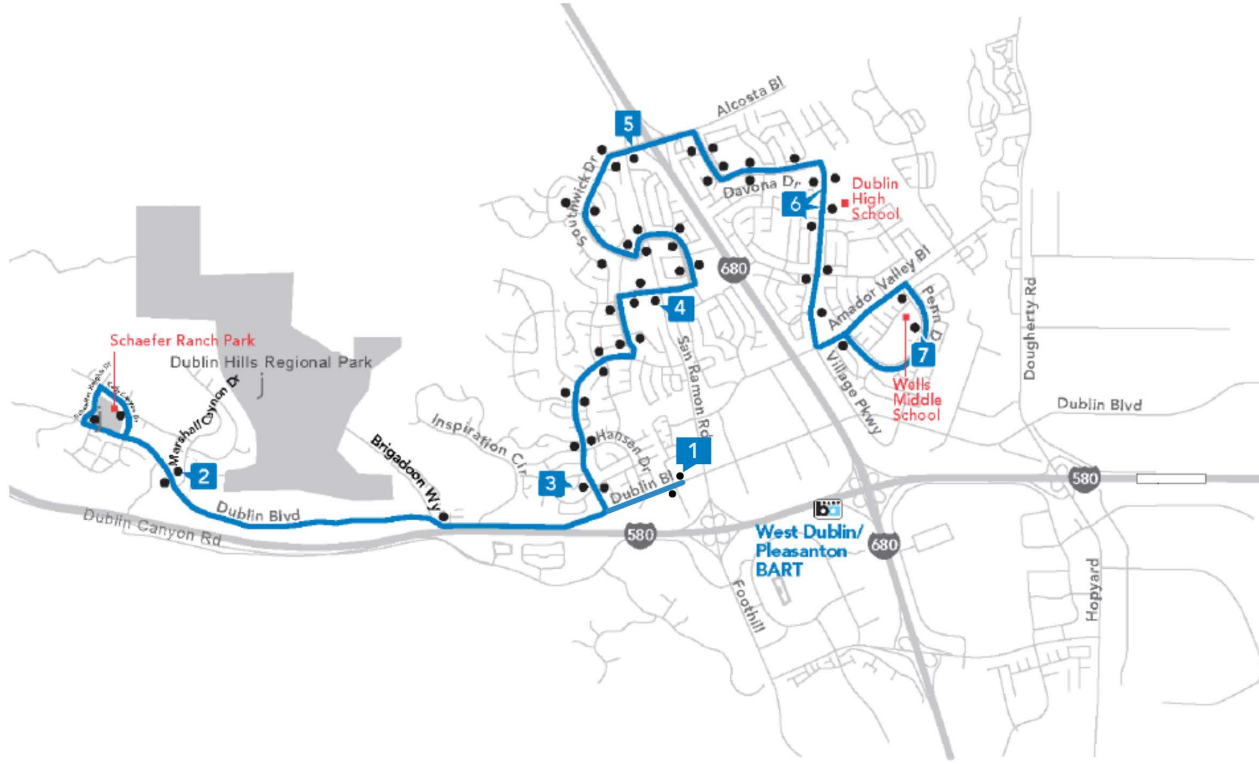 Alcosta Bl
5
Southwick Dr
Davona Dr
6
Dublin
High
School
680
Amador Valley Bl
Penn D
Dougherty Rd
4
7
Wells
Middle
School
Village Pkwy
San Ramon Rd
Schaefer Ranch Park
Dublin Hills Regional Park
j
Marshall/Caynon Dr
Inspiration Cir
Brigadoon Wy
Hansen Dr
Dublin Bl
1
2
3
Dublin Blvd
Dublin Blvd
Dublin Canyon Rd
580
580
680
West Dublin/
Pleasanton
BART
Foothill
Hopyard